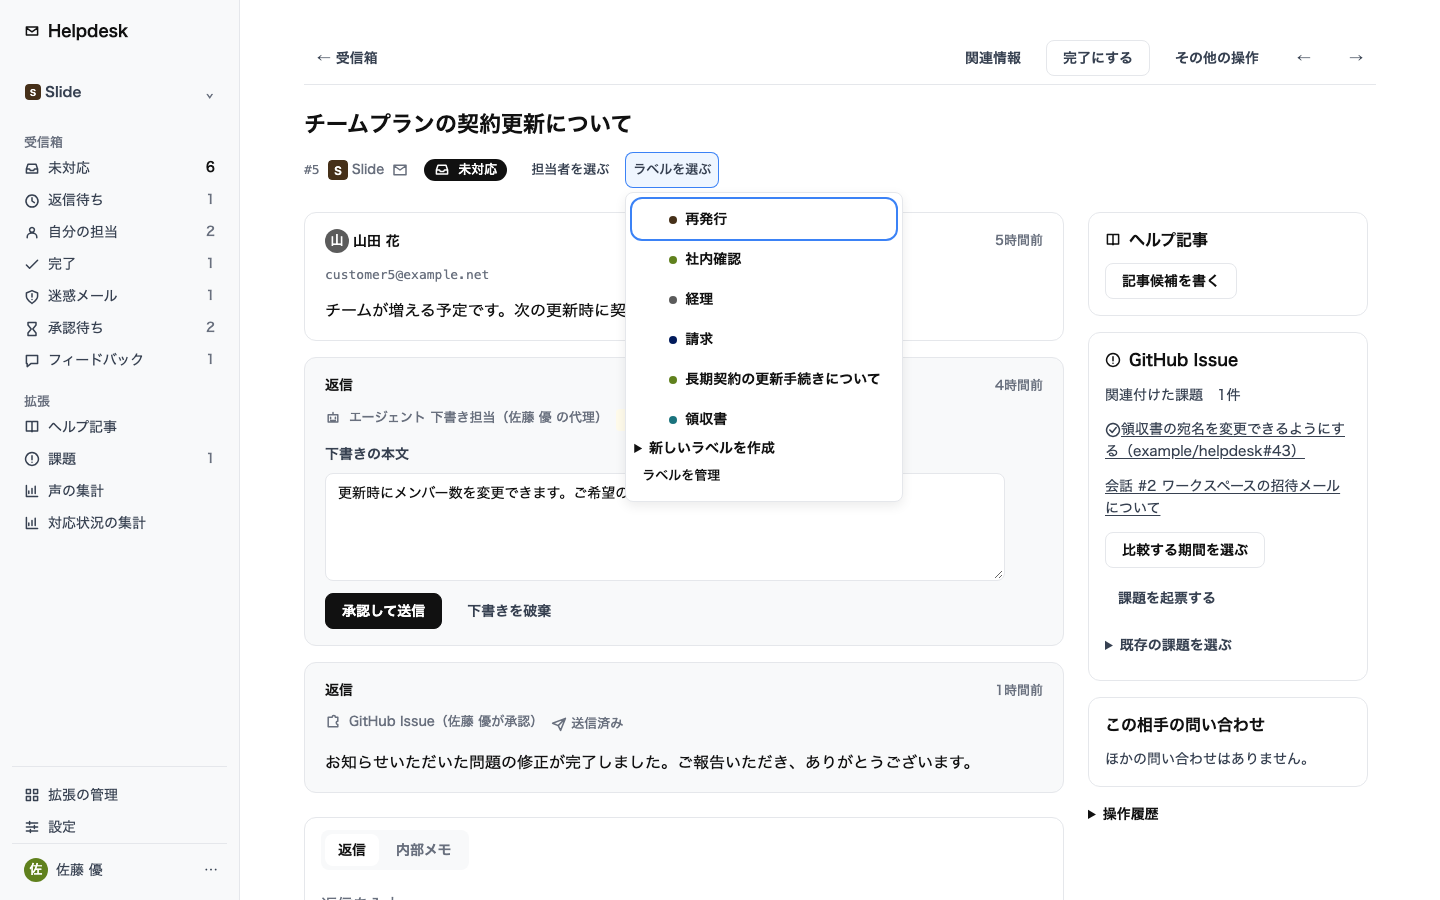 Helpdesk
S Slide
受信箱
未対応 6
返信待ち 1
自分の担当 2
完了 1
迷惑メール 1
承認待ち 2
フィードバック 1
拡張
ヘルプ記事
課題 1
声の集計
対応状況の集計
拡張の管理
設定
佐 佐藤 優 …
← 受信箱
関連情報 完了にする その他の操作 ← →
チームプランの契約更新について
#5 S Slide 未対応 担当者を選ぶ ラベルを選ぶ
再発行
社内確認
経理
請求
長期契約の更新手続きについて
領収書
▶ 新しいラベルを作成
ラベルを管理
山 山田 花 5時間前
customer5@example.net
チームが増える予定です。次の更新時に契
返信 4時間前
エージェント 下書き担当（佐藤 優 の代理）
下書きの本文
更新時にメンバー数を変更できます。ご希望の
承認して送信 下書きを破棄
返信 1時間前
GitHub Issue（佐藤 優が承認） 送信済み
お知らせいただいた問題の修正が完了しました。ご報告いただき、ありがとうございます。
返信 内部メモ
ヘルプ記事
記事候補を書く
GitHub Issue
関連付けた課題 1件
領収書の宛名を変更できるようにす
る（example/helpdesk#43）
会話 #2 ワークスペースの招待メール
について
比較する期間を選ぶ
課題を起票する
▶ 既存の課題を選ぶ
この相手の問い合わせ
ほかの問い合わせはありません。
▶ 操作履歴